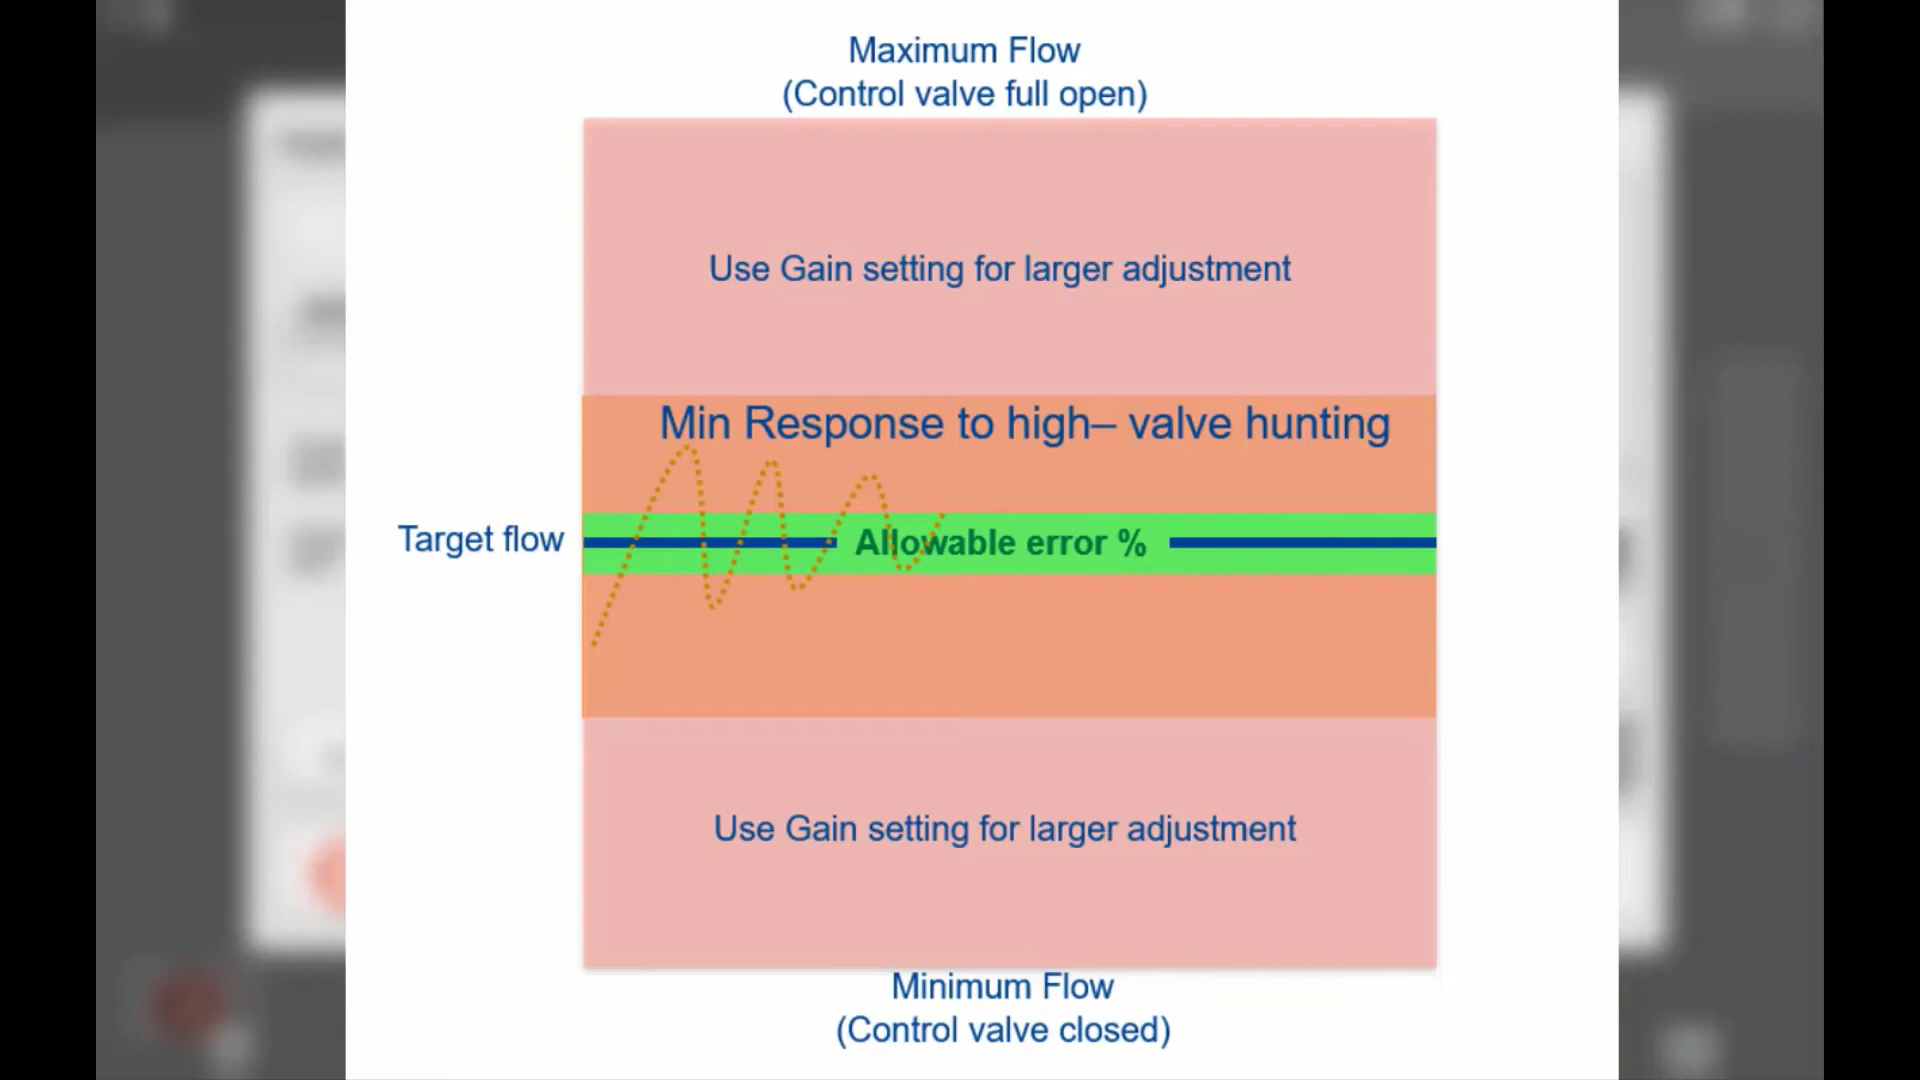 Maximum Flow
(Control valve full open)
Use Gain setting for larger adjustment
Min Response to high– valve hunting
Target flow
Allowable error %
Use Gain setting for larger adjustment
Minimum Flow
(Control valve closed)